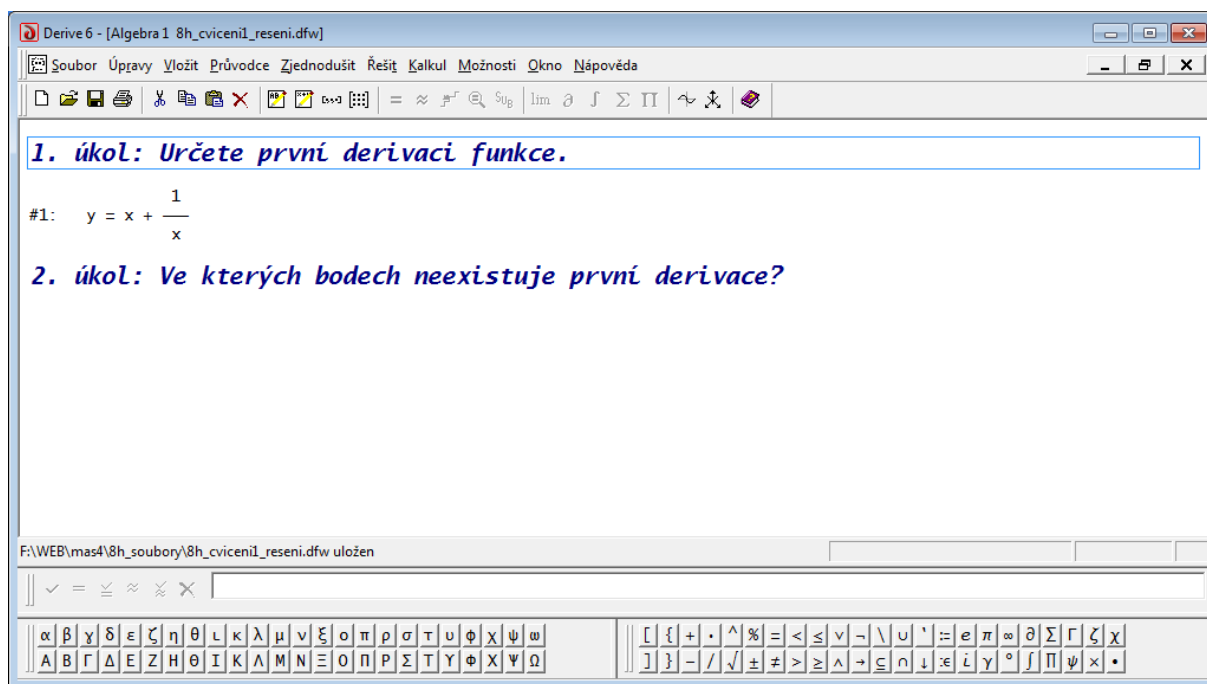 Derive 6 - [Algebra 1 8h_cviceni1_reseni.dfw]
Soubor Úpravy Vložit Průvodce Zjednodušit Řešit Kalkul Možnosti Okno Nápověda
= ≈ SUB lim ∂ ∫ Σ Π
1. úkol: Určete první derivaci funkce.
1
#1: y = x + ──
x
2. úkol: Ve kterých bodech neexistuje první derivace?
F:\WEB\mas4\8h_soubory\8h_cviceni1_reseni.dfw uložen
α β γ δ ε ζ η θ ι κ λ μ ν ξ ο π ρ σ τ υ φ χ ψ ω [ { + · ^ % = < ≤ ∨ ¬ \ ∪ ' := e π ∞ ∂ Σ Γ ζ χ
Α Β Γ Δ Ε Ζ Η Θ Ι Κ Λ Μ Ν Ξ Ο Π Ρ Σ Τ Υ Φ Χ Ψ Ω ] } - / √ ± ≠ > ≥ ∧ → ⊆ ∩ ↓ :∈ i γ ° ∫ Π ψ × •